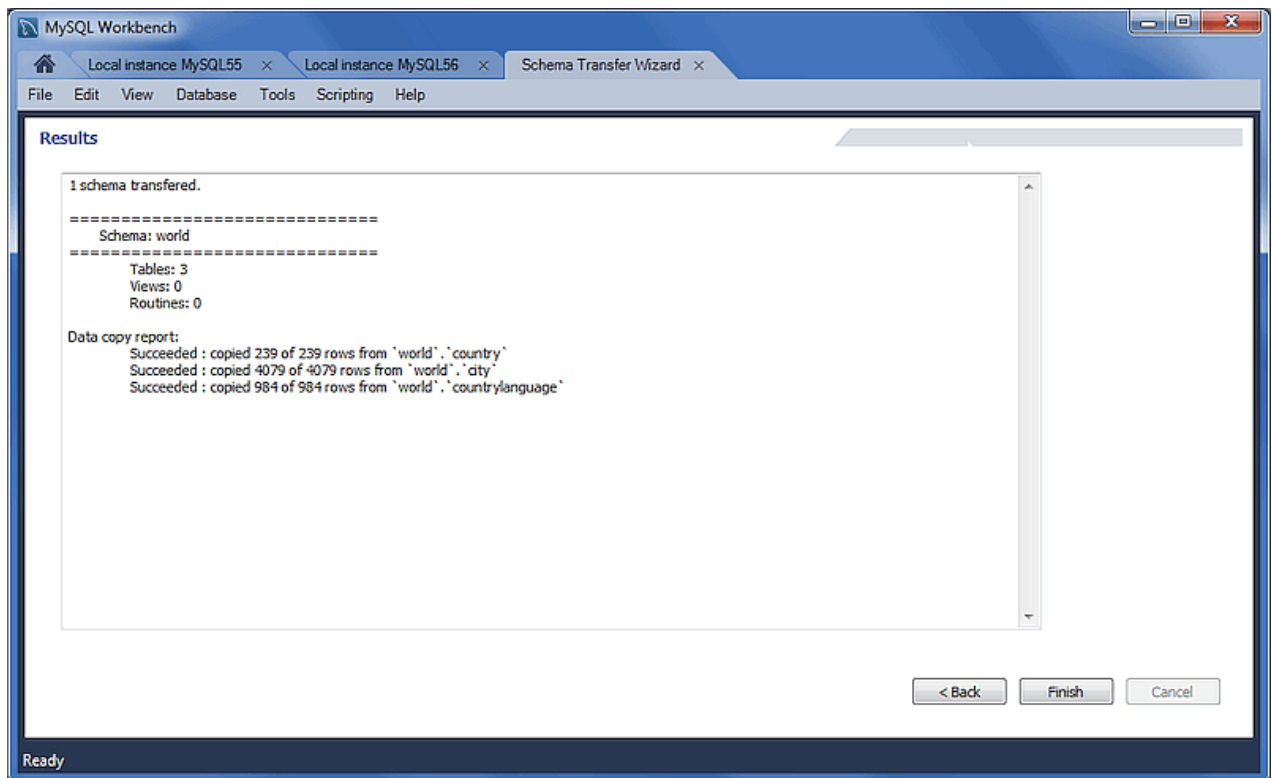 MySQL Workbench
Local instance MySQL55 × Local instance MySQL56 × Schema Transfer Wizard ×
File Edit View Database Tools Scripting Help
Results
1 schema transfered.
==============================
Schema: world
==============================
Tables: 3
Views: 0
Routines: 0
Data copy report:
Succeeded : copied 239 of 239 rows from `world`.`country`
Succeeded : copied 4079 of 4079 rows from `world`.`city`
Succeeded : copied 984 of 984 rows from `world`.`countrylanguage`
< Back Finish Cancel
Ready